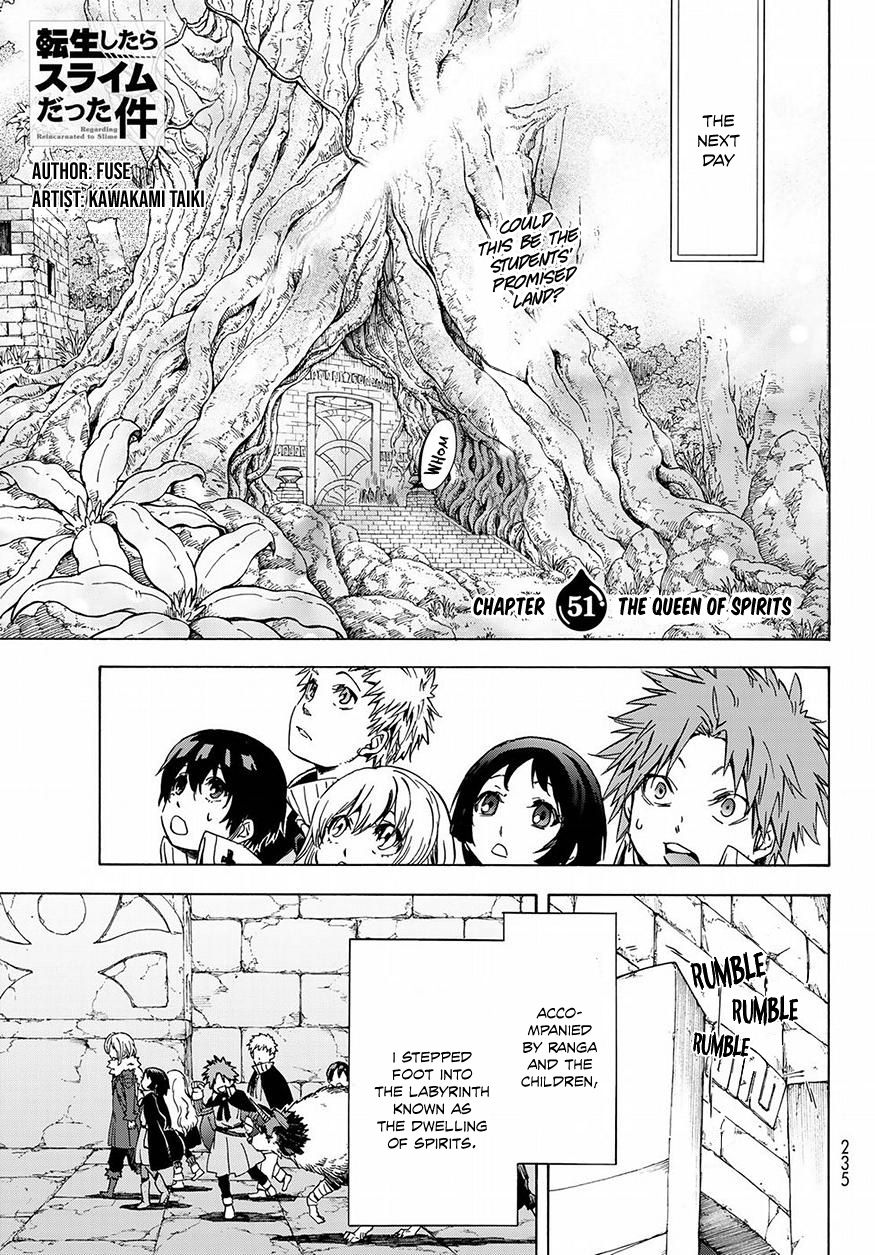 転生したら
スライム
だった件
Regarding
Reincarnated to Slime
AUTHOR: FUSE
ARTIST: KAWAKAMI TAIKI
THE
NEXT
DAY
COULD
THIS BE THE
STUDENTS'
PROMISED
LAND?
WHOM
CHAPTER 51 THE QUEEN OF SPIRITS
RUMBLE
RUMBLE
RUMBLE
ACCO-
MPANIED
BY RANGA
AND THE
CHILDREN,
I STEPPED
FOOT INTO
THE LABYRINTH
KNOWN AS
THE DWELLING
OF SPIRITS.
235